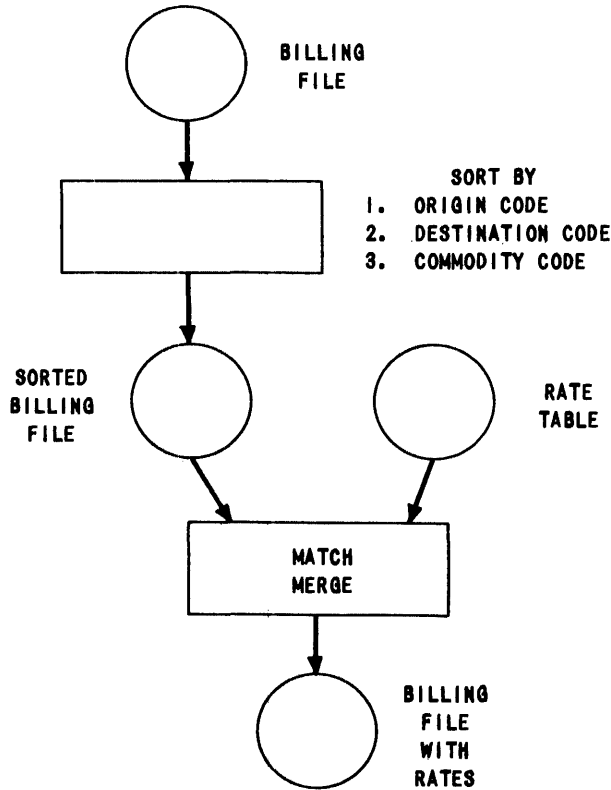 BILLING
FILE
SORT BY
1. ORIGIN CODE
2. DESTINATION CODE
3. COMMODITY CODE
SORTED
BILLING
FILE
RATE
TABLE
MATCH
MERGE
BILLING
FILE
WITH
RATES